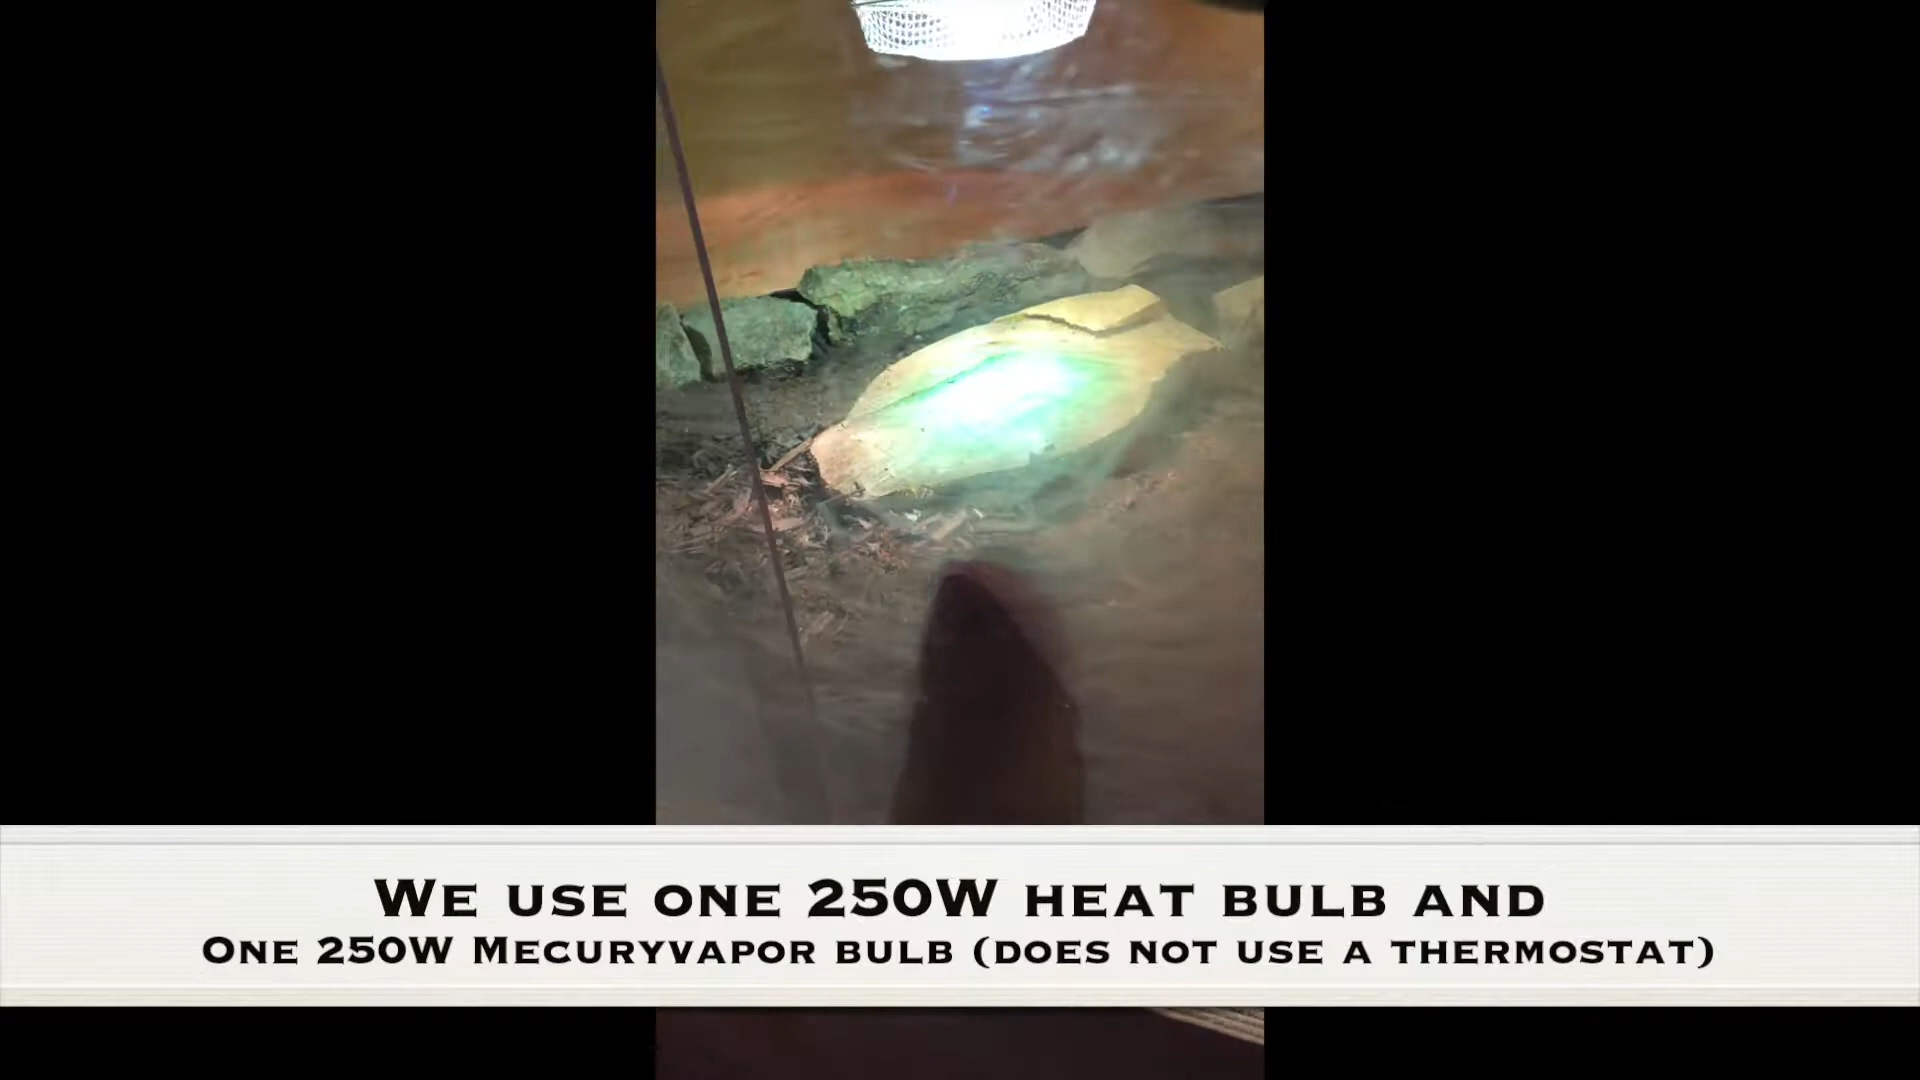 We use one 250W heat bulb and
One 250W Mecuryvapor bulb (does not use a thermostat)